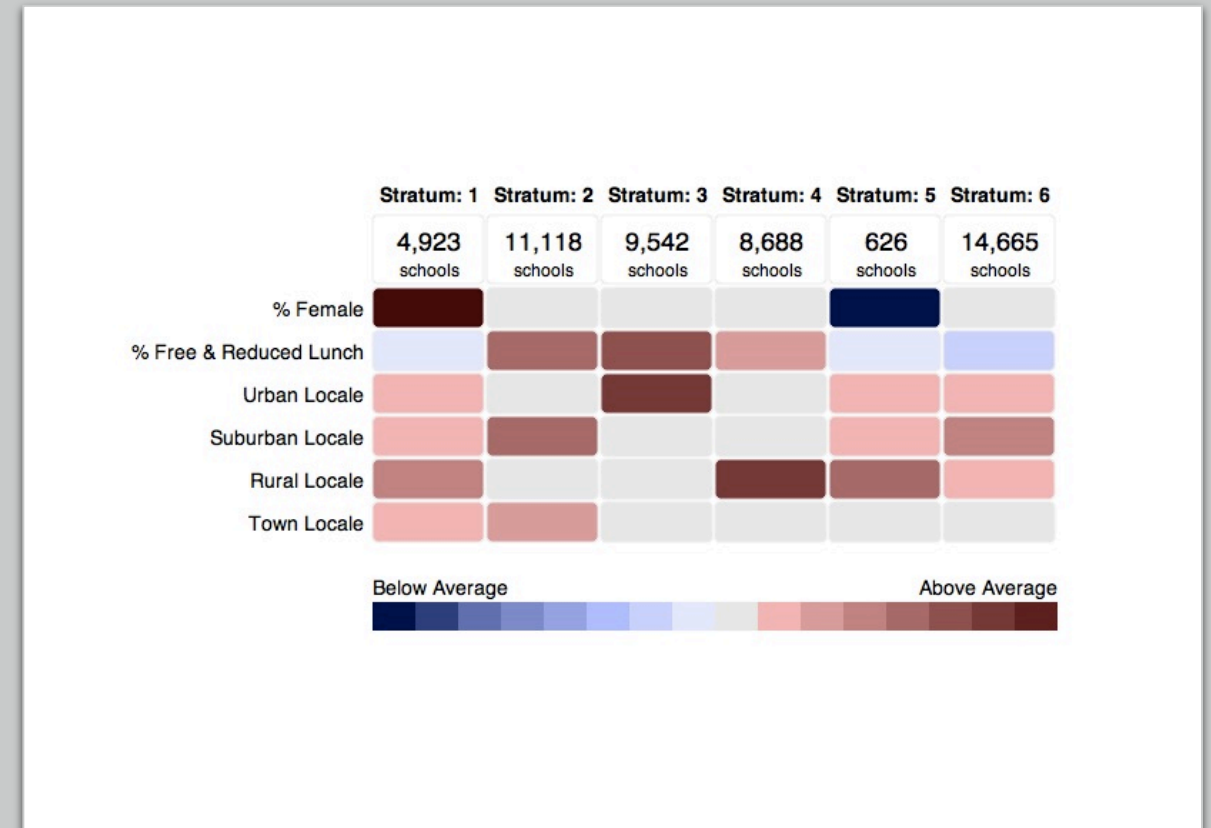 Stratum: 1 Stratum: 2 Stratum: 3 Stratum: 4 Stratum: 5 Stratum: 6
4,923 11,118 9,542 8,688 626 14,665
schools schools schools schools schools schools
% Female
% Free & Reduced Lunch
Urban Locale
Suburban Locale
Rural Locale
Town Locale
Below Average Above Average